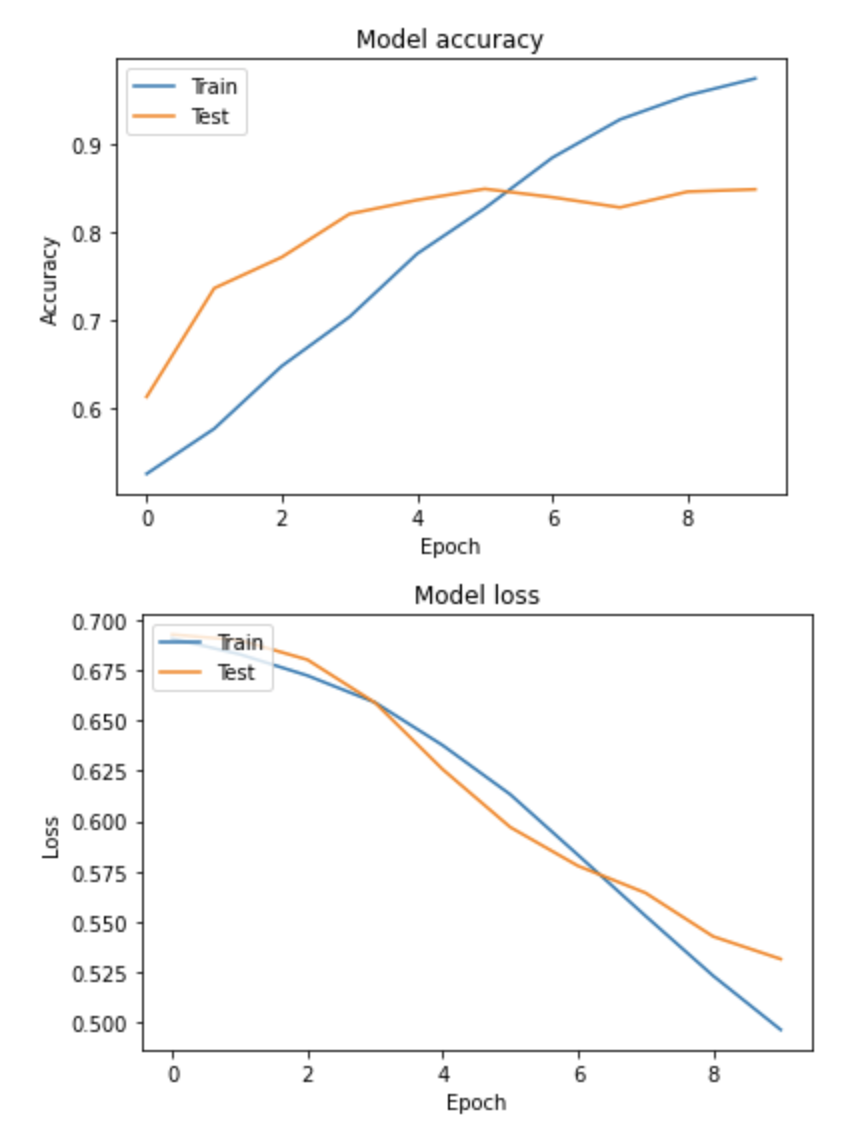 Model accuracy
Train
Test
0.9
0.8
0.7
0.6
Accuracy
0 2 4 6 8
Epoch
Model loss
0.700
0.675
0.650
0.625
0.600
0.575
0.550
0.525
0.500
Train
Test
Loss
0 2 4 6 8
Epoch